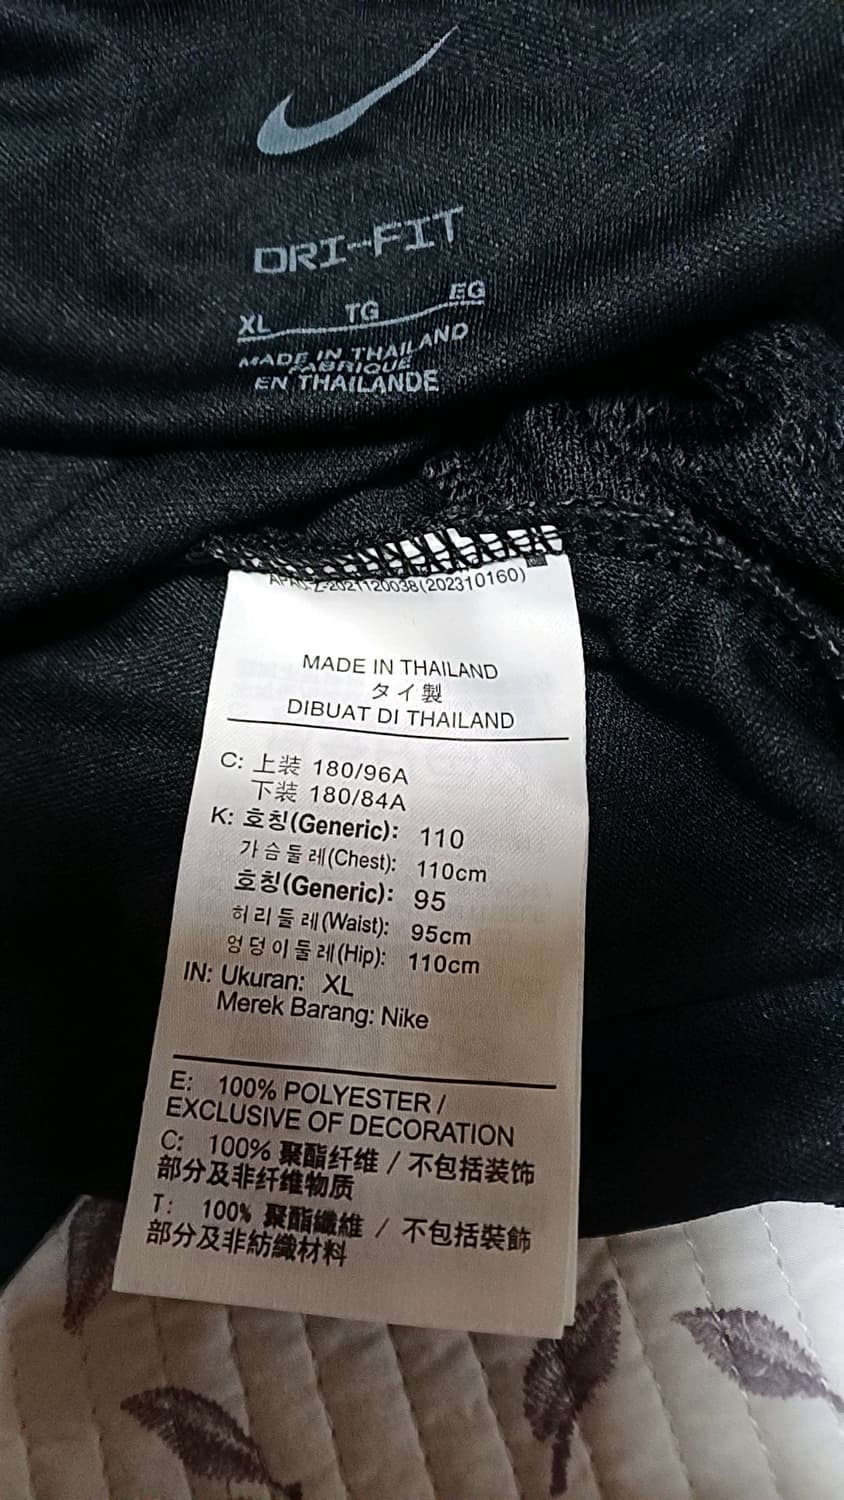 DRI-FIT
XL TG EG
MADE IN THAILAND
FABRIQUÉ
EN THAILANDE
2021120038(202310160)
MADE IN THAILAND
タイ製
DIBUAT DI THAILAND
C: 上装 180/96A
下装 180/84A
K: 호칭(Generic): 110
가슴둘레(Chest): 110cm
호칭(Generic): 95
허리둘레(Waist): 95cm
엉덩이둘레(Hip): 110cm
IN: Ukuran: XL
Merek Barang: Nike
E: 100% POLYESTER /
EXCLUSIVE OF DECORATION
C: 100% 聚酯纤维 / 不包括装饰
部分及非纤维物质
T: 100% 聚酯纖維 / 不包括裝飾
部分及非紡織材料